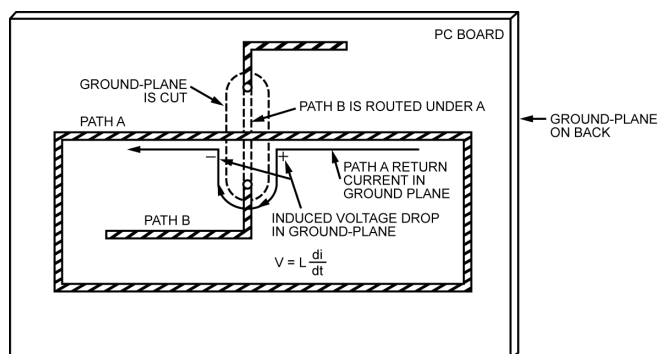 PC BOARD
GROUND-PLANE
IS CUT
PATH B IS ROUTED UNDER A
PATH A
GROUND-PLANE
ON BACK
– +
PATH A RETURN
CURRENT IN
GROUND PLANE
PATH B
INDUCED VOLTAGE DROP
IN GROUND-PLANE
V = L di/dt